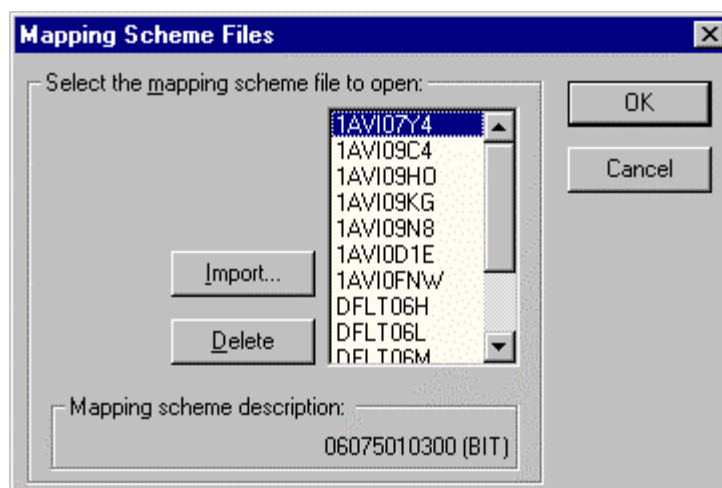 Mapping Scheme Files
Select the mapping scheme file to open:
1AVI07Y4
1AVI09C4
1AVI09HO
1AVI09KG
1AVI09N8
1AVI0D1E
1AVI0FNW
DFLT06H
DFLT06L
DFLT06M
Import...
Delete
OK
Cancel
Mapping scheme description:
06075010300 (BIT)